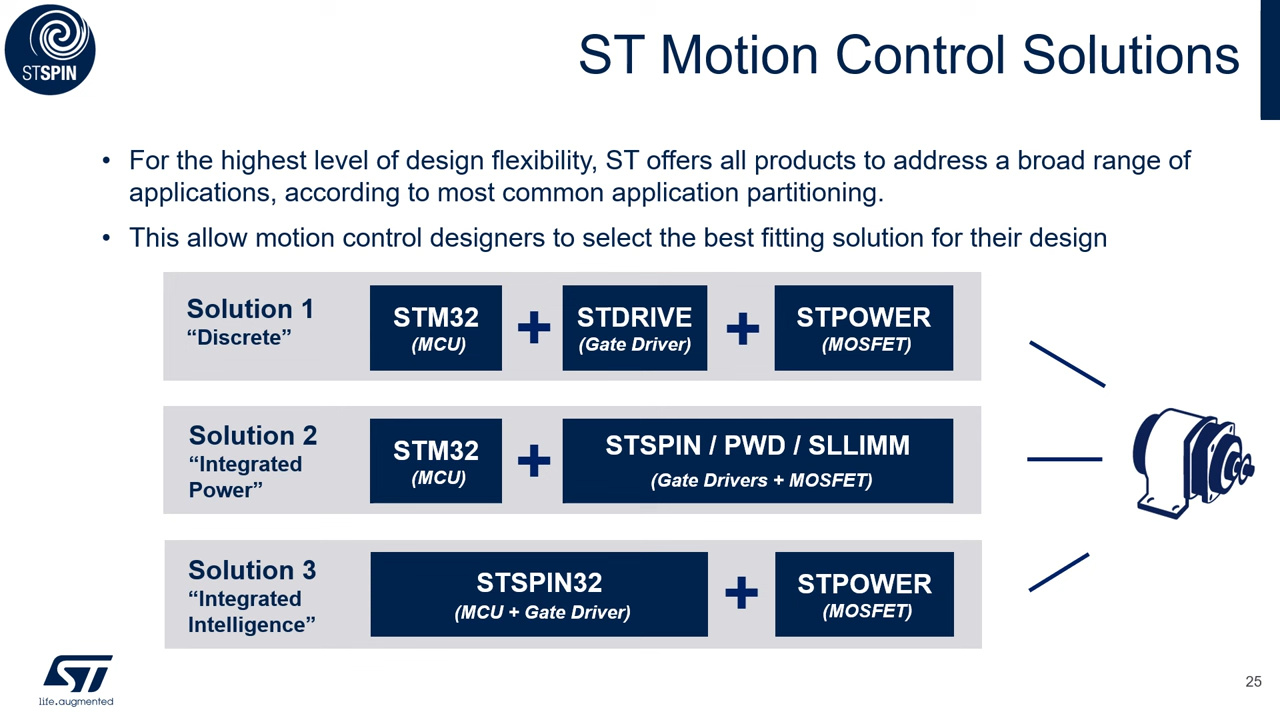 STSPIN
ST Motion Control Solutions
• For the highest level of design flexibility, ST offers all products to address a broad range of
applications, according to most common application partitioning.
• This allow motion control designers to select the best fitting solution for their design
Solution 1
“Discrete”
STM32
(MCU)
+
STDRIVE
(Gate Driver)
+
STPOWER
(MOSFET)
Solution 2
“Integrated
Power”
STM32
(MCU)
+
STSPIN / PWD / SLLIMM
(Gate Drivers + MOSFET)
Solution 3
“Integrated
Intelligence”
STSPIN32
(MCU + Gate Driver)
+
STPOWER
(MOSFET)
ST
life.augmented
25